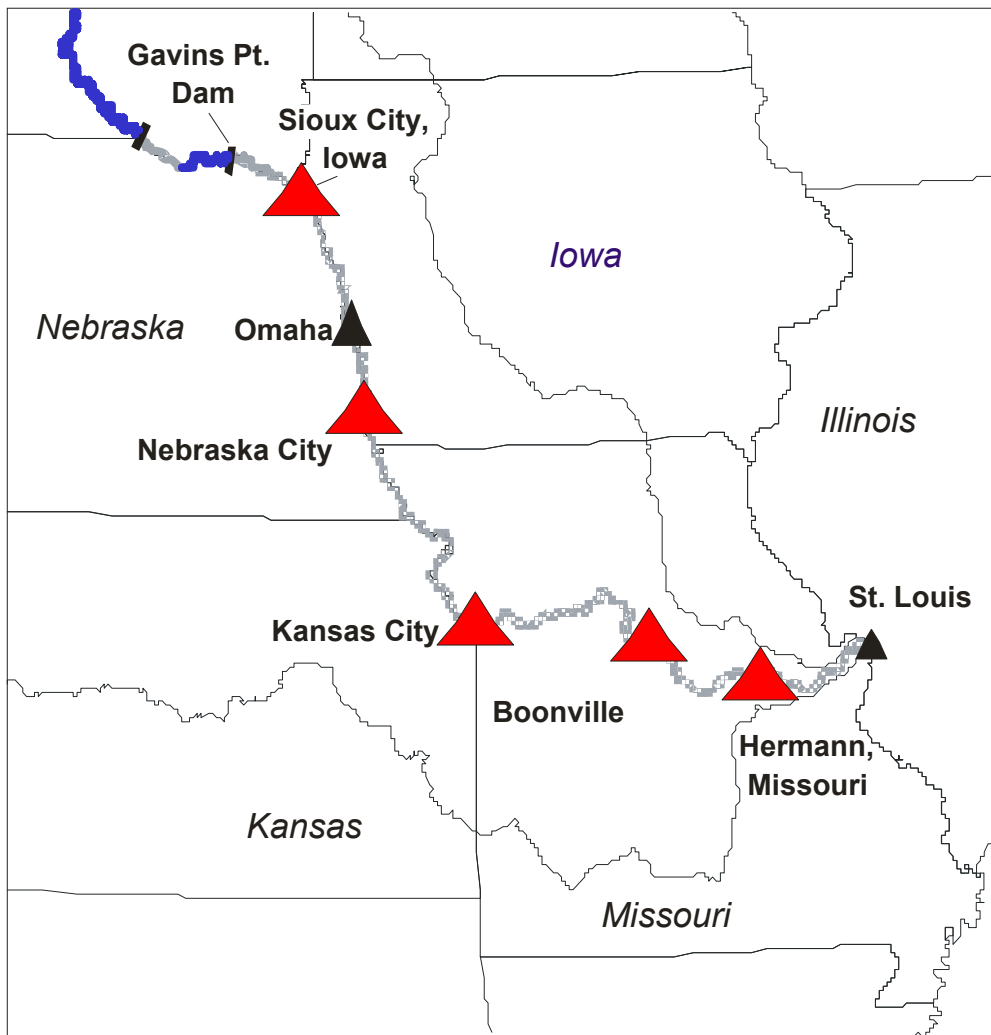 Gavins Pt.
Dam
Sioux City,
Iowa
Iowa
Nebraska
Omaha
Illinois
Nebraska City
St. Louis
Kansas City
Boonville
Hermann,
Missouri
Kansas
Missouri